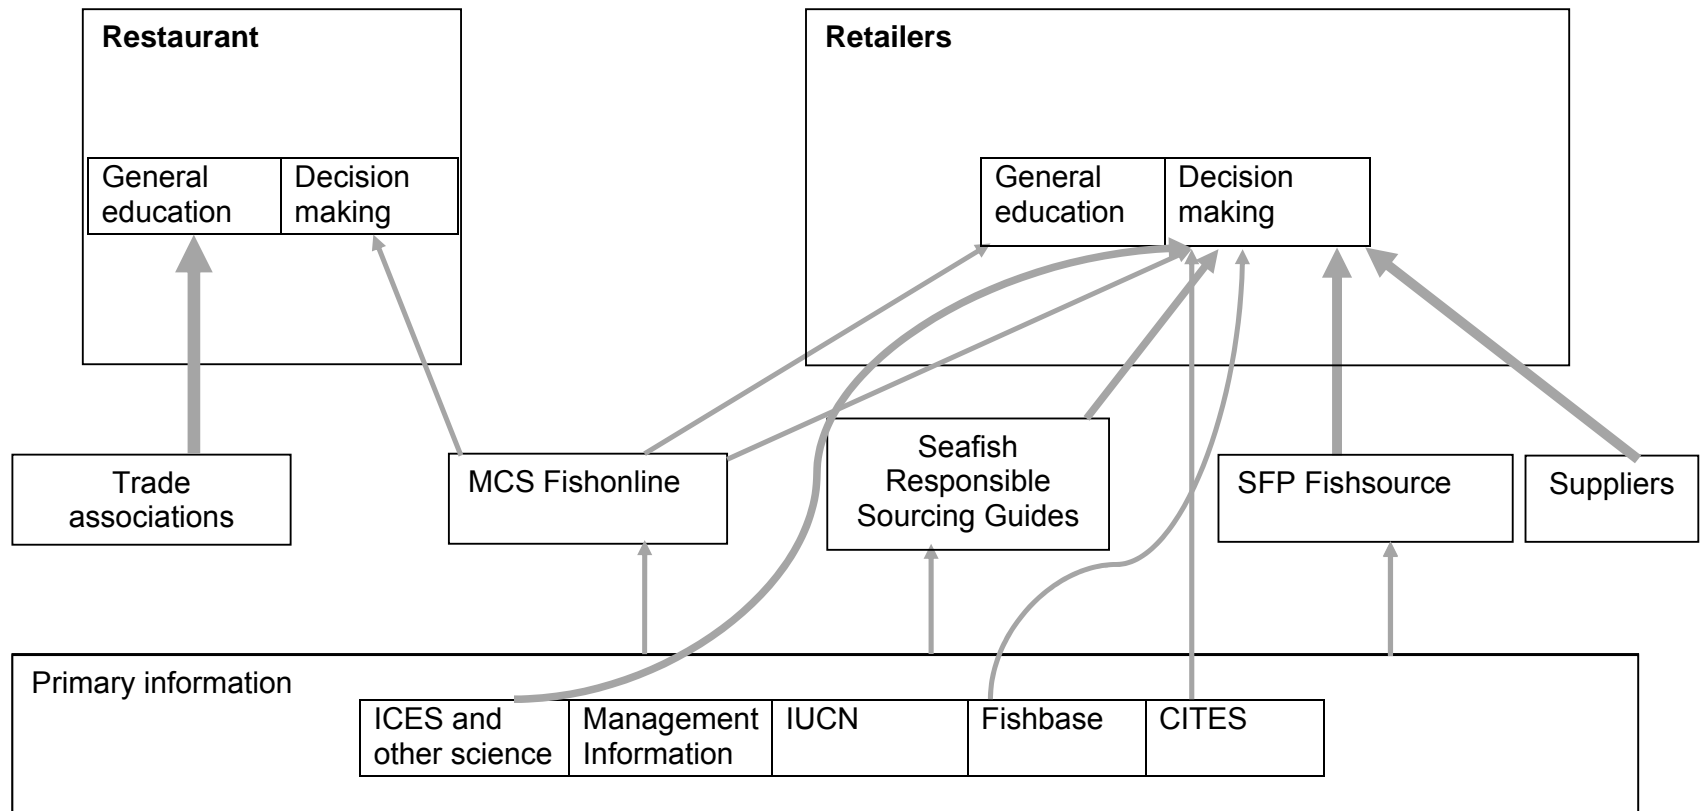 Restaurant
Retailers
General
education
Decision
making
General
education
Decision
making
Trade
associations
MCS Fishonline
Seafish
Responsible
Sourcing Guides
SFP Fishsource
Suppliers
Primary information
ICES and
other science
Management
Information
IUCN
Fishbase
CITES